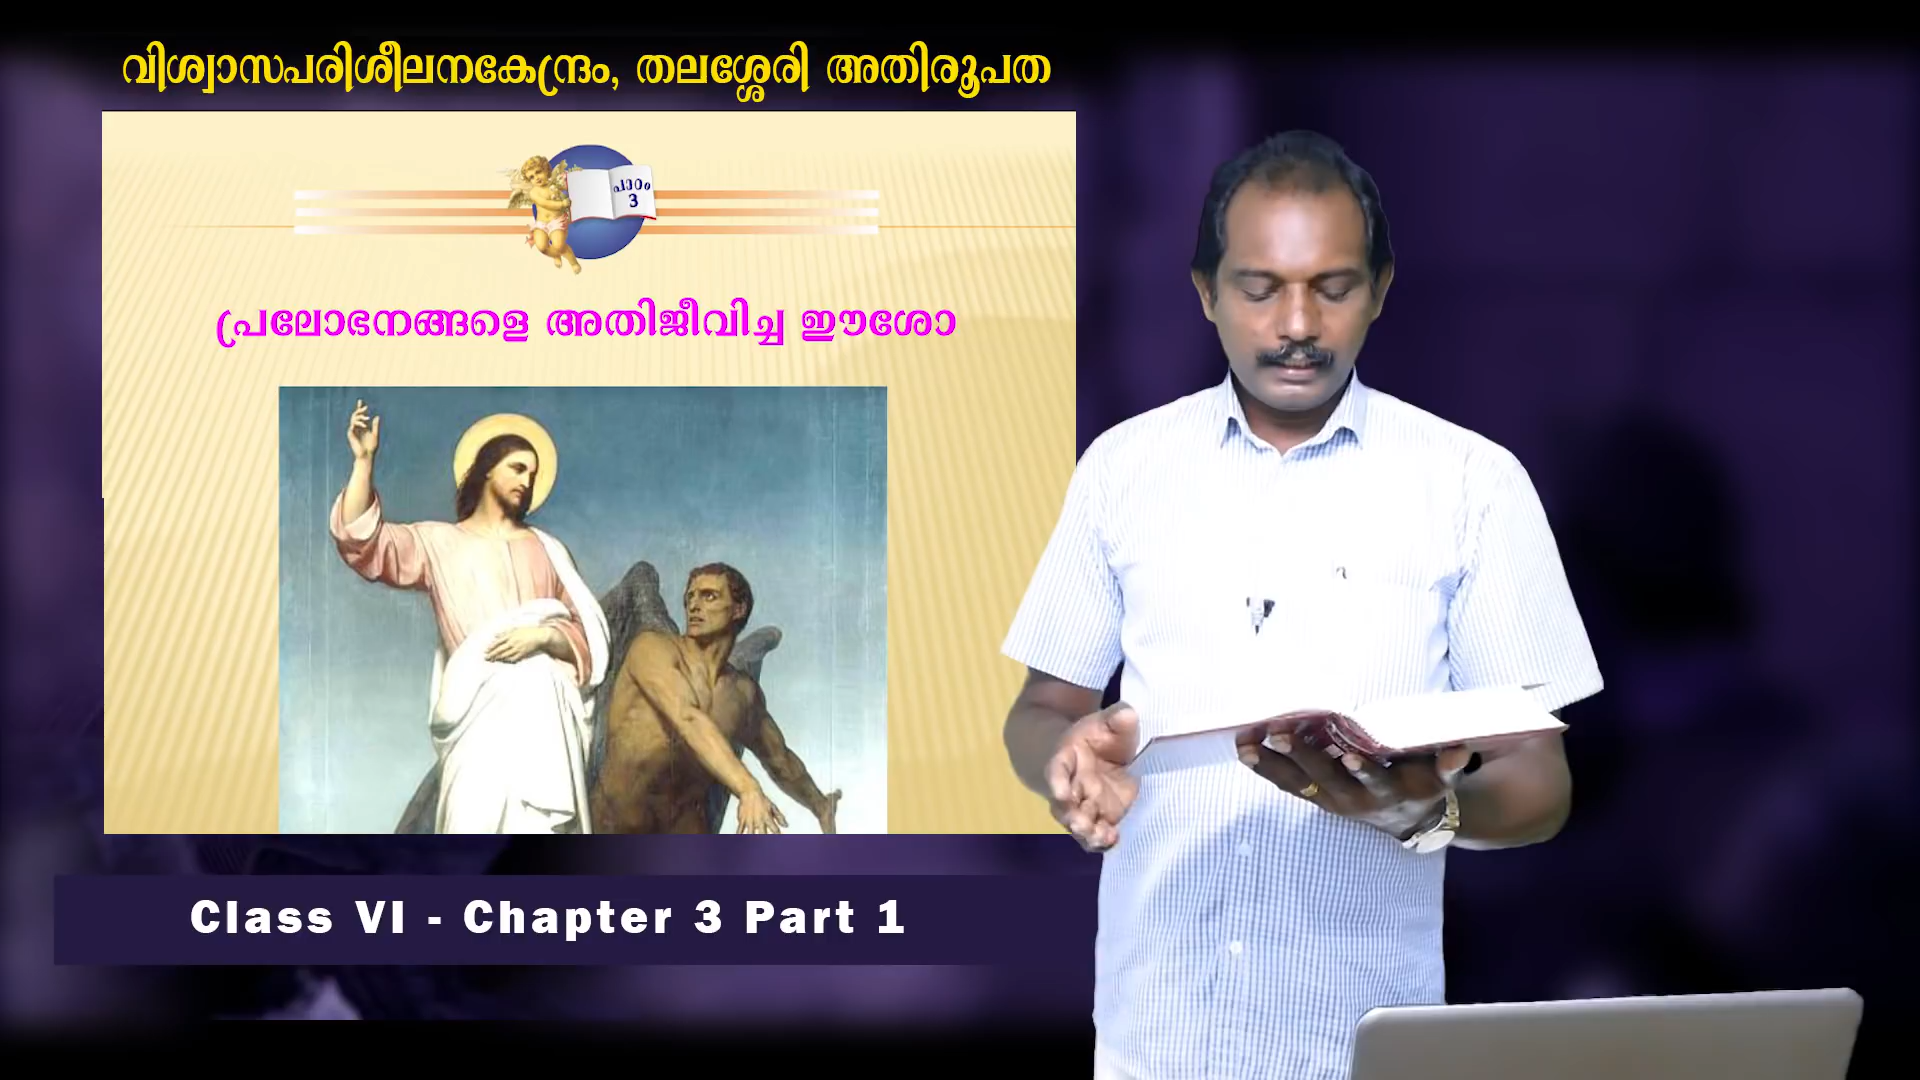 വിശ്വാസപരിശീലനകേന്ദ്രം, തലശ്ശേരി അതിരൂപത
പാഠം
3
പ്രലോഭനങ്ങളെ അതിജീവിച്ച ഈശോ
Class VI - Chapter 3 Part 1